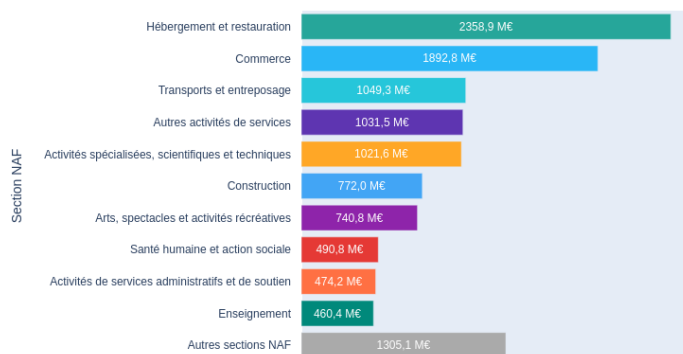 Section NAF
Hébergement et restauration 2358,9 M€
Commerce 1892,8 M€
Transports et entreposage 1049,3 M€
Autres activités de services 1031,5 M€
Activités spécialisées, scientifiques et techniques 1021,6 M€
Construction 772,0 M€
Arts, spectacles et activités récréatives 740,8 M€
Santé humaine et action sociale 490,8 M€
Activités de services administratifs et de soutien 474,2 M€
Enseignement 460,4 M€
Autres sections NAF 1305,1 M€